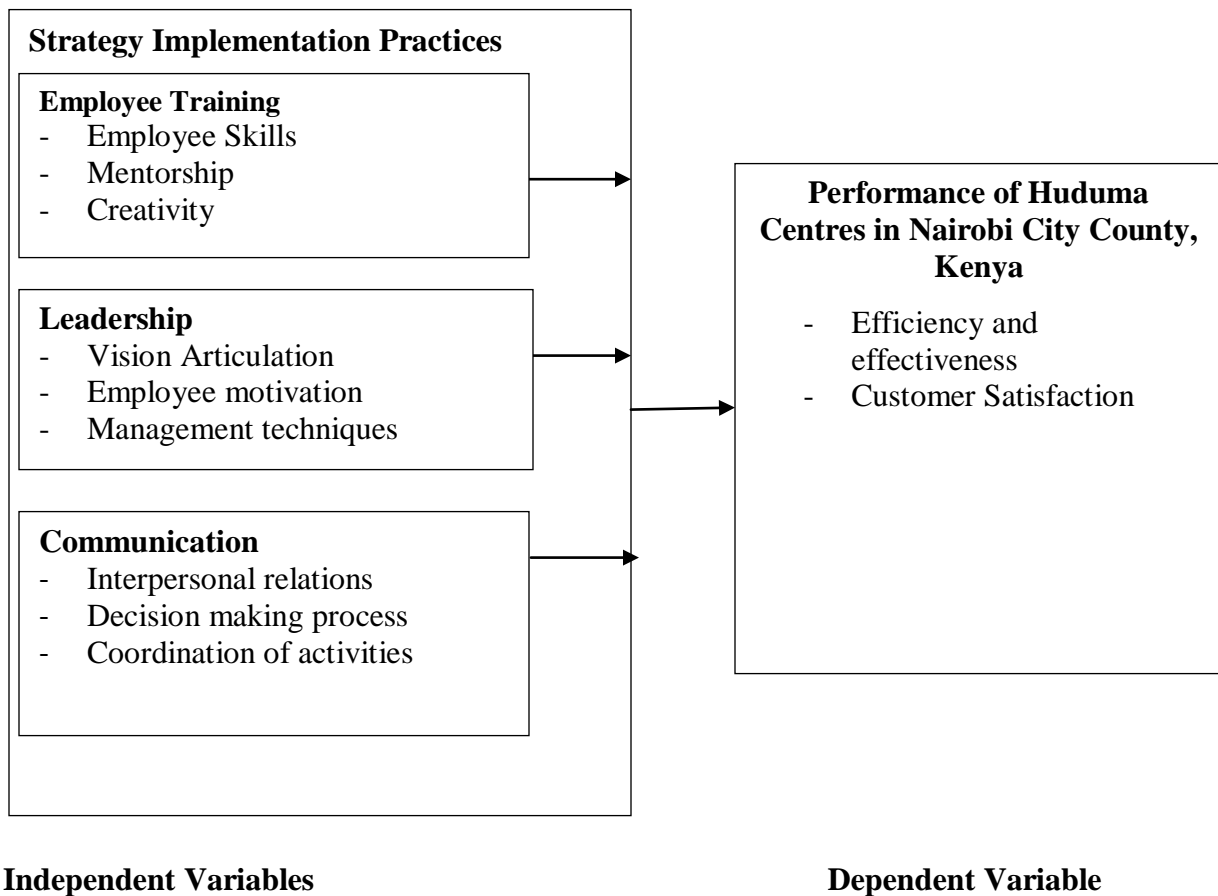 Strategy Implementation Practices
Employee Training
- Employee Skills
- Mentorship
- Creativity
Leadership
- Vision Articulation
- Employee motivation
- Management techniques
Communication
- Interpersonal relations
- Decision making process
- Coordination of activities
Performance of Huduma
Centres in Nairobi City County,
Kenya
- Efficiency and
effectiveness
- Customer Satisfaction
Independent Variables
Dependent Variable